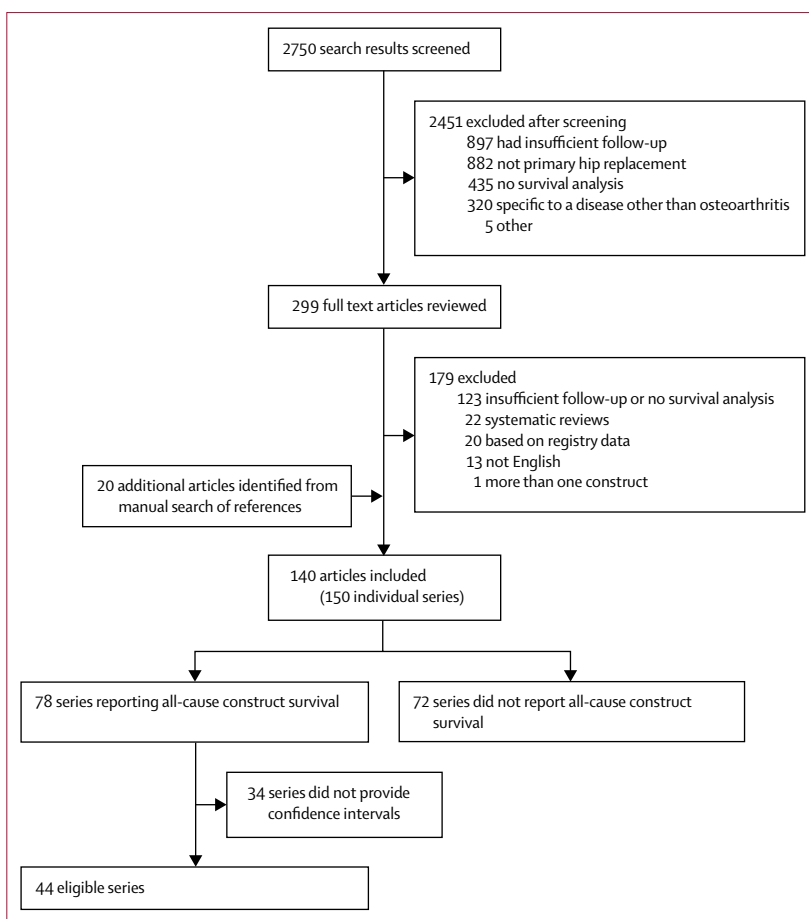 2750 search results screened
2451 excluded after screening
897 had insufficient follow-up
882 not primary hip replacement
435 no survival analysis
320 specific to a disease other than osteoarthritis
5 other
299 full text articles reviewed
179 excluded
123 insufficient follow-up or no survival analysis
22 systematic reviews
20 based on registry data
13 not English
1 more than one construct
20 additional articles identified from
manual search of references
140 articles included
(150 individual series)
78 series reporting all-cause construct survival
72 series did not report all-cause construct
survival
34 series did not provide
confidence intervals
44 eligible series